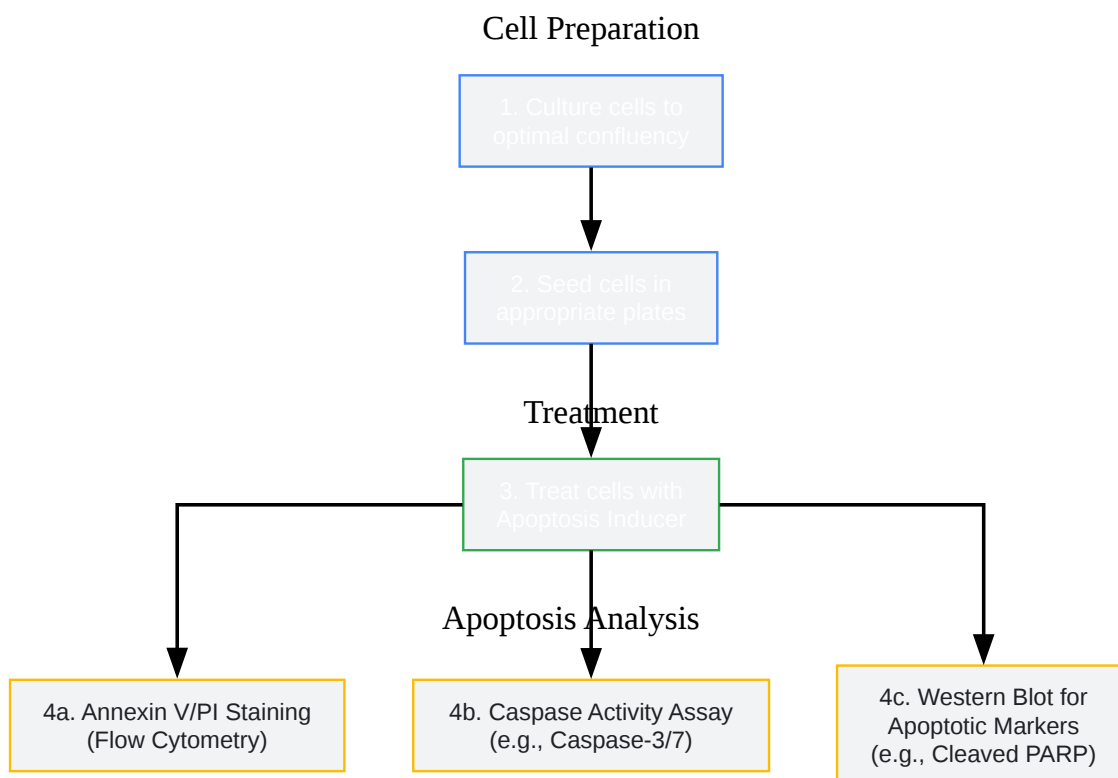 Cell Preparation
1. Culture cells to
optimal confluency
2. Seed cells in
appropriate plates
Treatment
3. Treat cells with
Apoptosis Inducer
Apoptosis Analysis
4a. Annexin V/PI Staining
(Flow Cytometry)
4b. Caspase Activity Assay
(e.g., Caspase-3/7)
4c. Western Blot for
Apoptotic Markers
(e.g., Cleaved PARP)